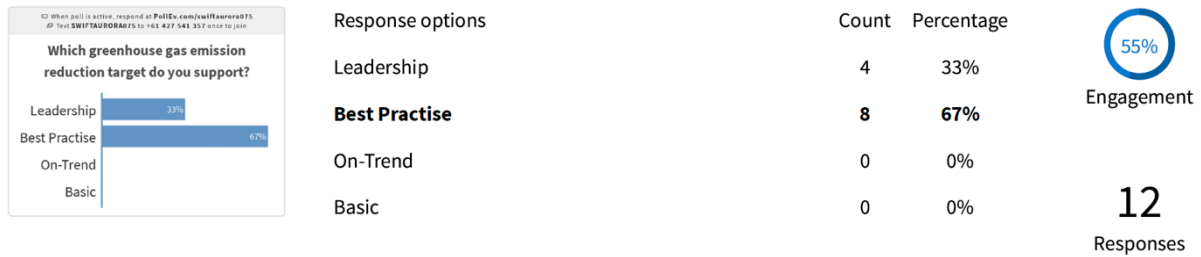 When poll is active, respond at PollEv.com/swiftaurora075
Text SWIFTAURORA075 to +61 427 541 357 once to join
Which greenhouse gas emission
reduction target do you support?
Leadership 33%
Best Practise 67%
On-Trend
Basic
Response options Count Percentage
Leadership 4 33%
Best Practise 8 67%
On-Trend 0 0%
Basic 0 0%
55%
Engagement
12
Responses